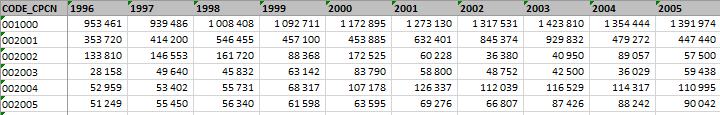 CODE_CPCN 1996 1997 1998 1999 2000 2001 2002 2003 2004 2005
001000 953 461 939 486 1 008 408 1 092 711 1 172 895 1 273 130 1 317 531 1 423 810 1 354 444 1 391 974
002001 353 720 414 200 546 455 457 100 453 885 632 401 845 374 929 832 479 272 447 440
002002 133 810 146 553 161 720 88 368 172 525 60 228 36 380 40 950 89 057 57 500
002003 28 158 49 640 45 832 63 142 83 790 58 800 48 752 42 500 36 029 59 438
002004 52 959 53 402 55 731 68 317 107 178 126 337 112 039 116 529 114 317 110 995
002005 51 249 55 450 56 340 61 598 63 595 69 276 66 807 87 426 88 242 90 042